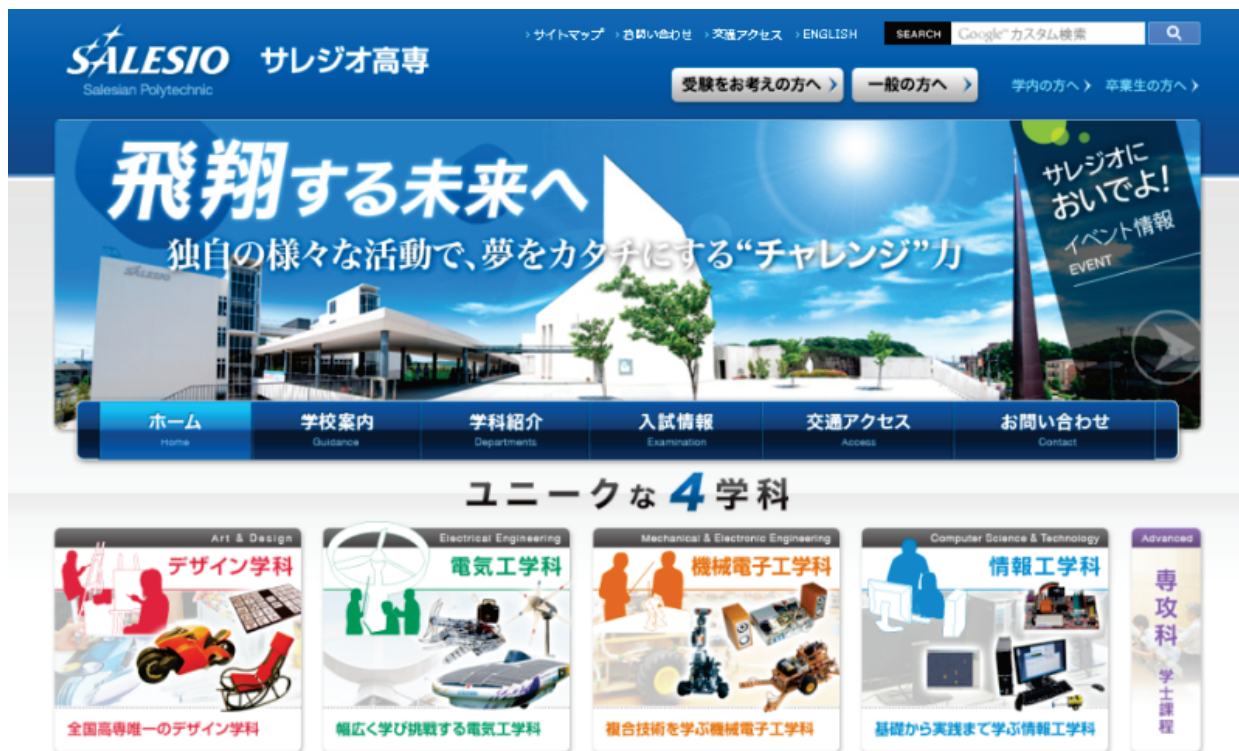 SALESIO サレジオ高専
Salesian Polytechnic
サイトマップ お問い合わせ 交通アクセス ENGLISH SEARCH Google™カスタム検索
受験をお考えの方へ 一般の方へ 学内の方へ 卒業生の方へ
飛翔する未来へ
独自の様々な活動で、夢をカタチにする“チャレンジ”力
SALESIO
サレジオに
おいでよ!
イベント情報
EVENT
ホーム 学校案内 学科紹介 入試情報 交通アクセス お問い合わせ
Home Guidance Departments Examination Access Contact
ユニークな4学科
Art & Design
デザイン学科
全国高専唯一のデザイン学科
Electrical Engineering
電気工学科
幅広く学び挑戦する電気工学科
Mechanical & Electronic Engineering
機械電子工学科
複合技術を学ぶ機械電子工学科
Computer Science & Technology
情報工学科
基礎から実践まで学ぶ情報工学科
Advanced
専攻科 学士課程